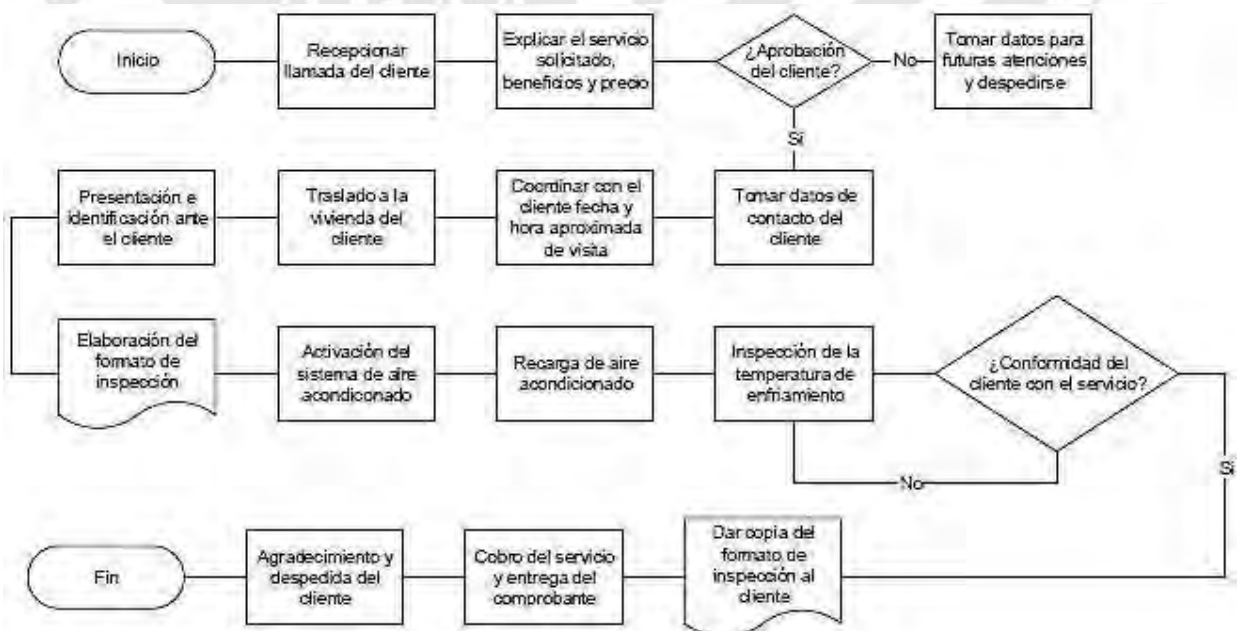 Inicio
Recepcionar
llamada del cliente
Explicar el servicio
solicitado,
beneficios y precio
¿Aprobación
del cliente?
No
Tomar datos para
futuras atenciones
y despedirse
Sí
Presentación e
identificación ante
el cliente
Traslado a la
vivienda del
cliente
Coordinar con el
cliente fecha y
hora aproximada
de visita
Tomar datos de
contacto del
cliente
Elaboración del
formato de
inspección
Activación del
sistema de aire
acondicionado
Recarga de aire
acondicionado
Inspección de la
temperatura de
enfriamiento
¿Conformidad del
cliente con el servicio?
No
Sí
Fin
Agradecimiento y
despedida del
cliente
Cobro del servicio
y entrega del
comprobante
Dar copia del
formato de
inspección al
cliente